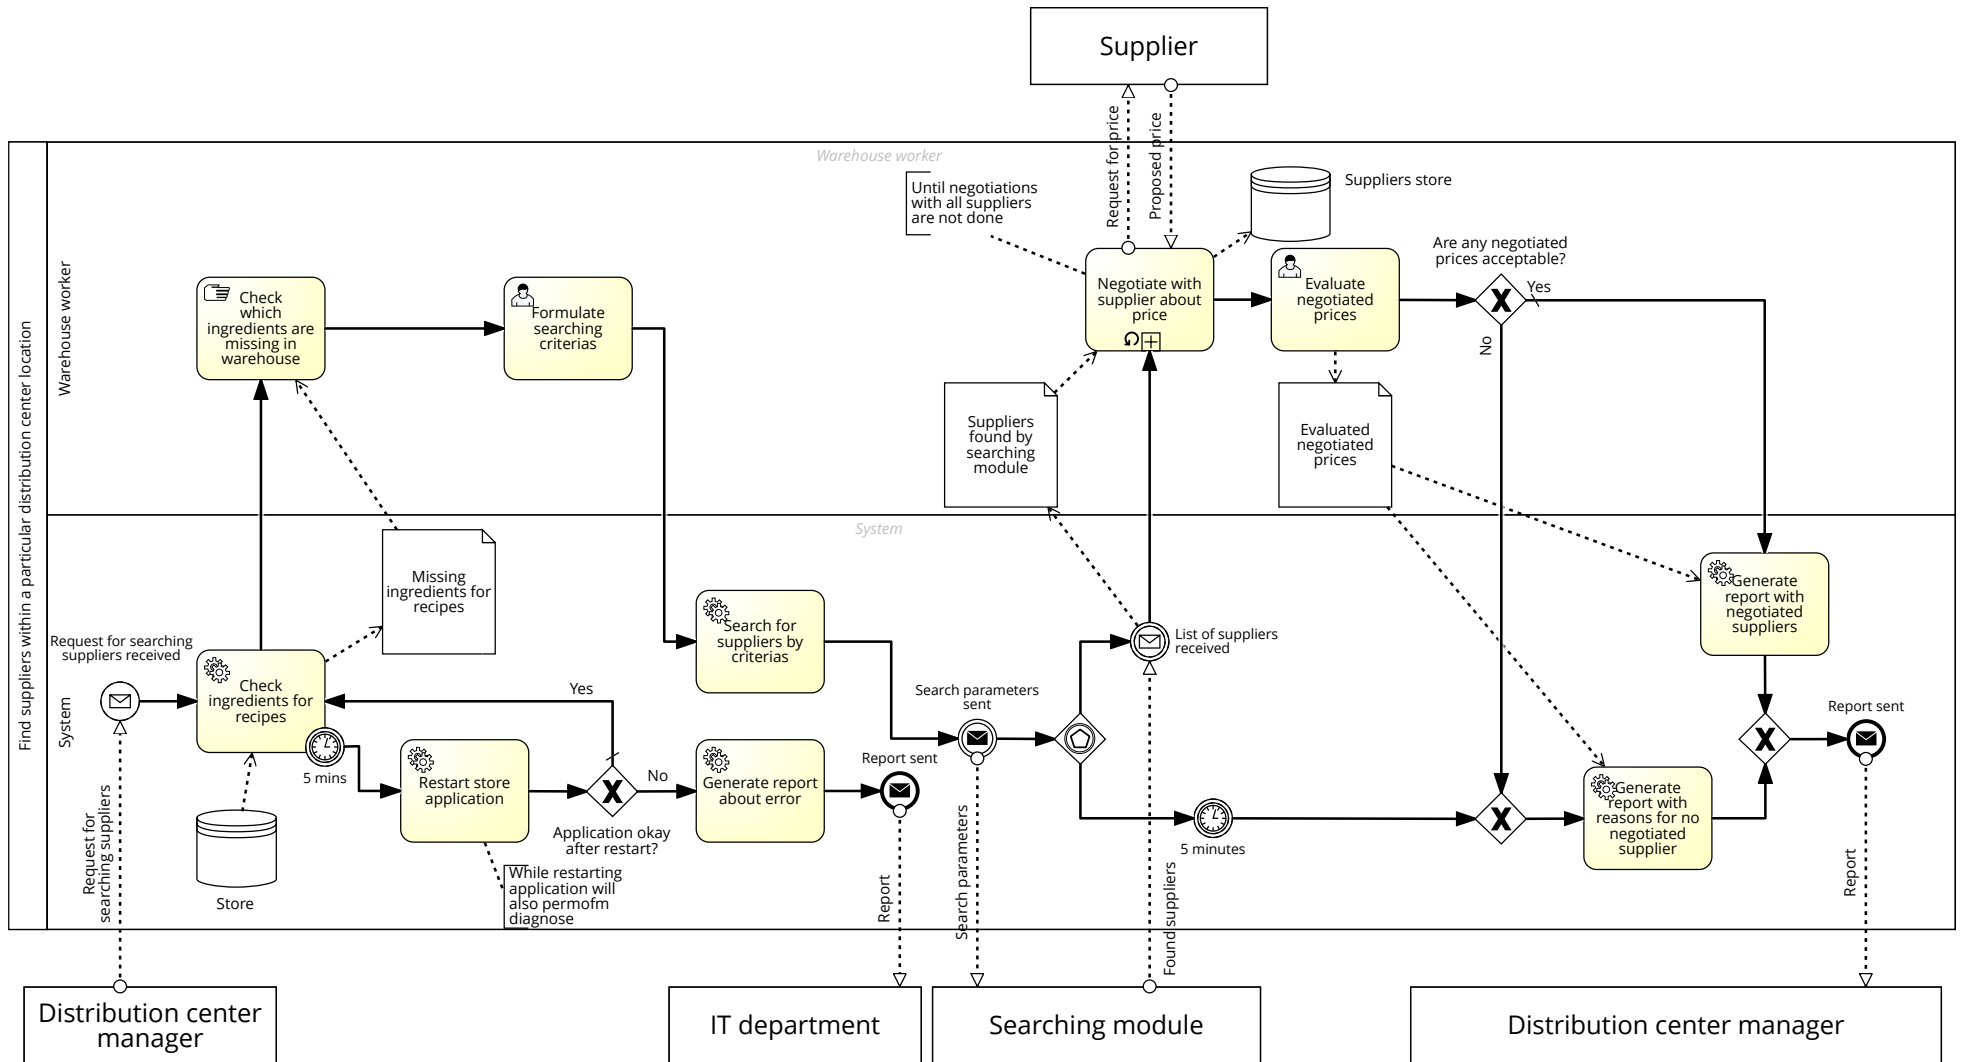 Supplier
Request for price
Proposed price
Find suppliers within a particular distribution center location
Warehouse worker
Warehouse worker
Until negotiations
with all suppliers
are not done
Suppliers store
Check
which
ingredients are
missing in
warehouse
Formulate
searching
criterias
Negotiate with
supplier about
price
Evaluate
negotiated
prices
Are any negotiated
prices acceptable?
Yes
No
Suppliers
found by
searching
module
Evaluated
negotiated
prices
System
System
Missing
ingredients for
recipes
Request for searching
suppliers received
Check
ingredients for
recipes
5 mins
Store
Request for
searching suppliers
Restart store
application
While restarting
application will
also permofm
diagnose
Yes
No
Application okay
after restart?
Search for
suppliers by
criterias
Generate report
about error
Report sent
Report
Search parameters
sent
Search parameters
List of suppliers
received
Found suppliers
5 minutes
Generate
report with
negotiated
suppliers
Generate
report with
reasons for no
negotiated
supplier
Report sent
Report
Distribution center
manager
IT department
Searching module
Distribution center manager